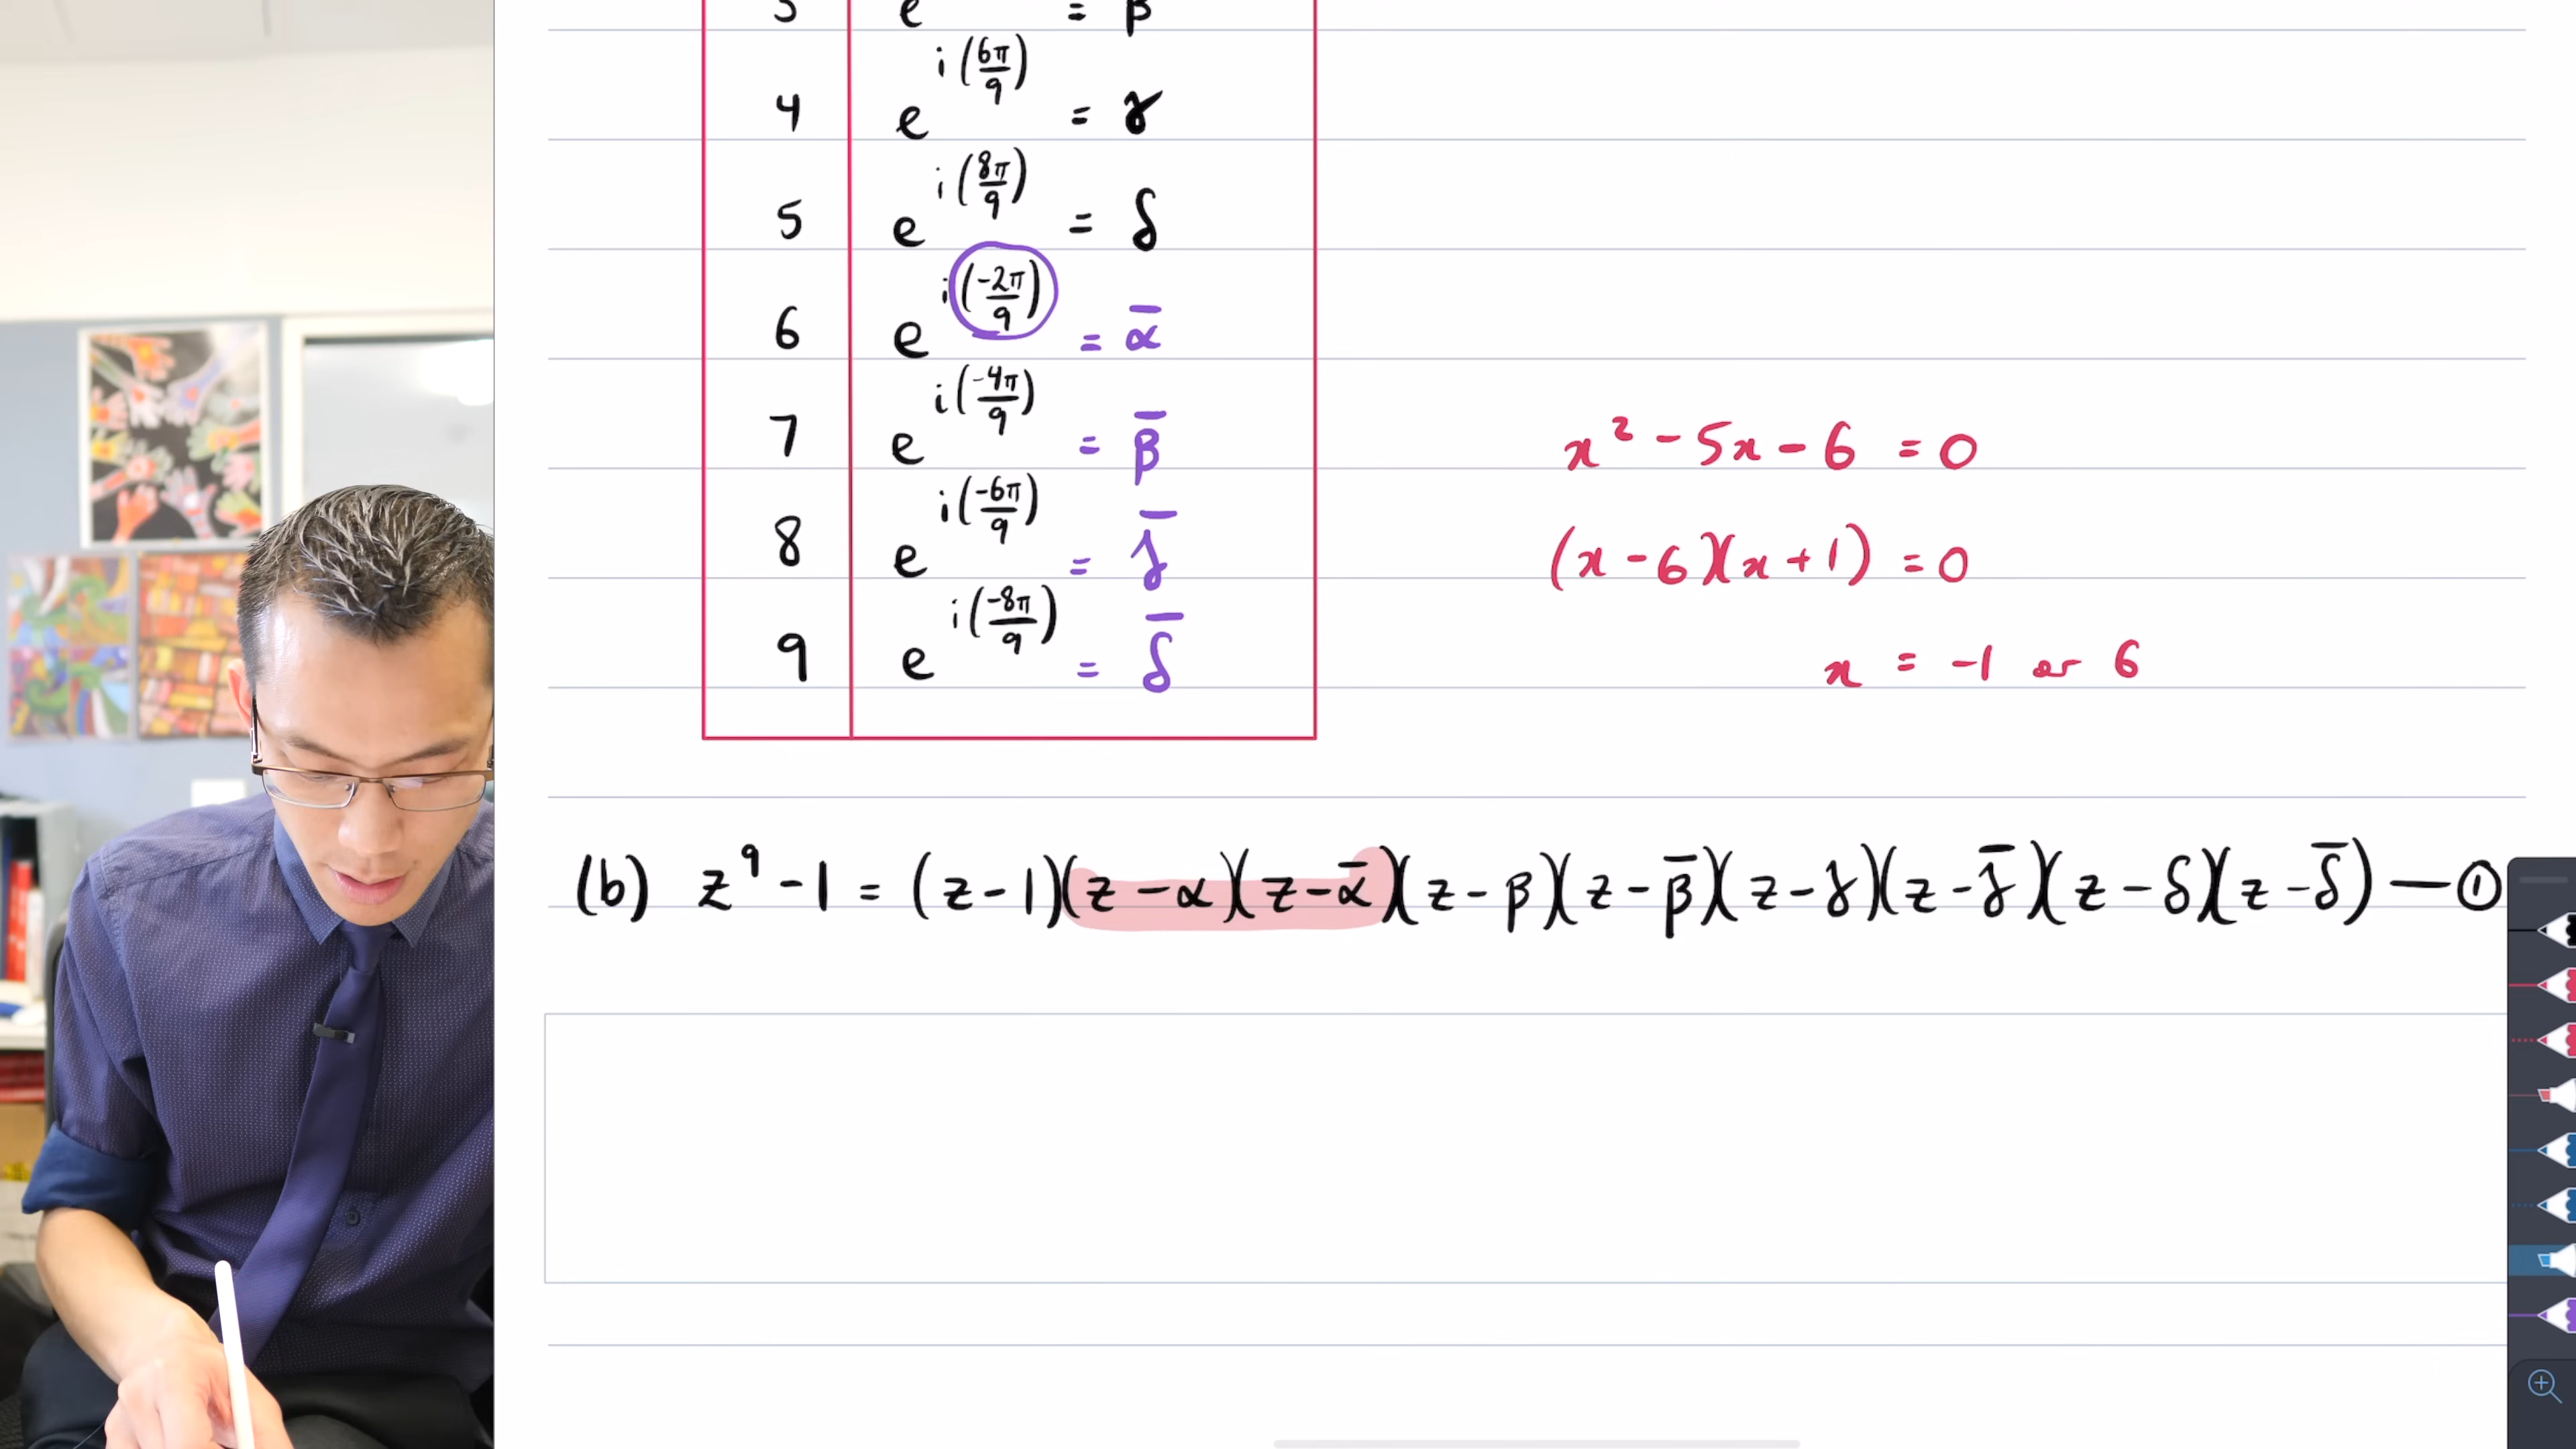 3 e = β
4 e^{i(6π/9)} = γ
5 e^{i(8π/9)} = δ
6 e^{i(-2π/9)} = ᾱ
7 e^{i(-4π/9)} = β̄
8 e^{i(-6π/9)} = γ̄
9 e^{i(-8π/9)} = δ̄
x² - 5x - 6 = 0
(x - 6)(x + 1) = 0
x = -1 or 6
(b) z⁹ - 1 = (z - 1)(z - α)(z - ᾱ)(z - β)(z - β̄)(z - γ)(z - γ̄)(z - δ)(z - δ̄) — ①